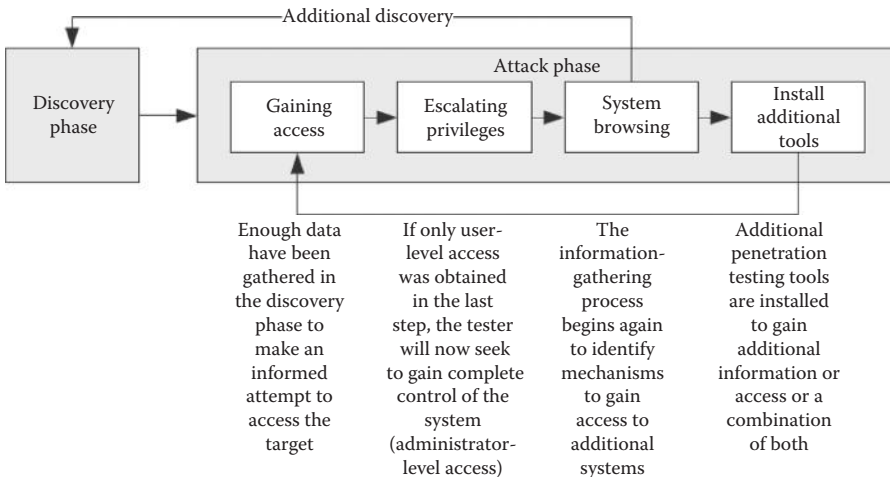 Additional discovery
Attack phase
Discovery
phase
Gaining
access
Escalating
privileges
System
browsing
Install
additional
tools
Enough data
have been
gathered in
the discovery
phase to
make an
informed
attempt to
access the
target
If only user-
level access
was obtained
in the last
step, the tester
will now seek
to gain complete
control of the
system
(administrator-
level access)
The
information-
gathering
process
begins again
to identify
mechanisms
to gain
access to
additional
systems
Additional
penetration
testing tools
are installed
to gain
additional
information or
access or a
combination
of both